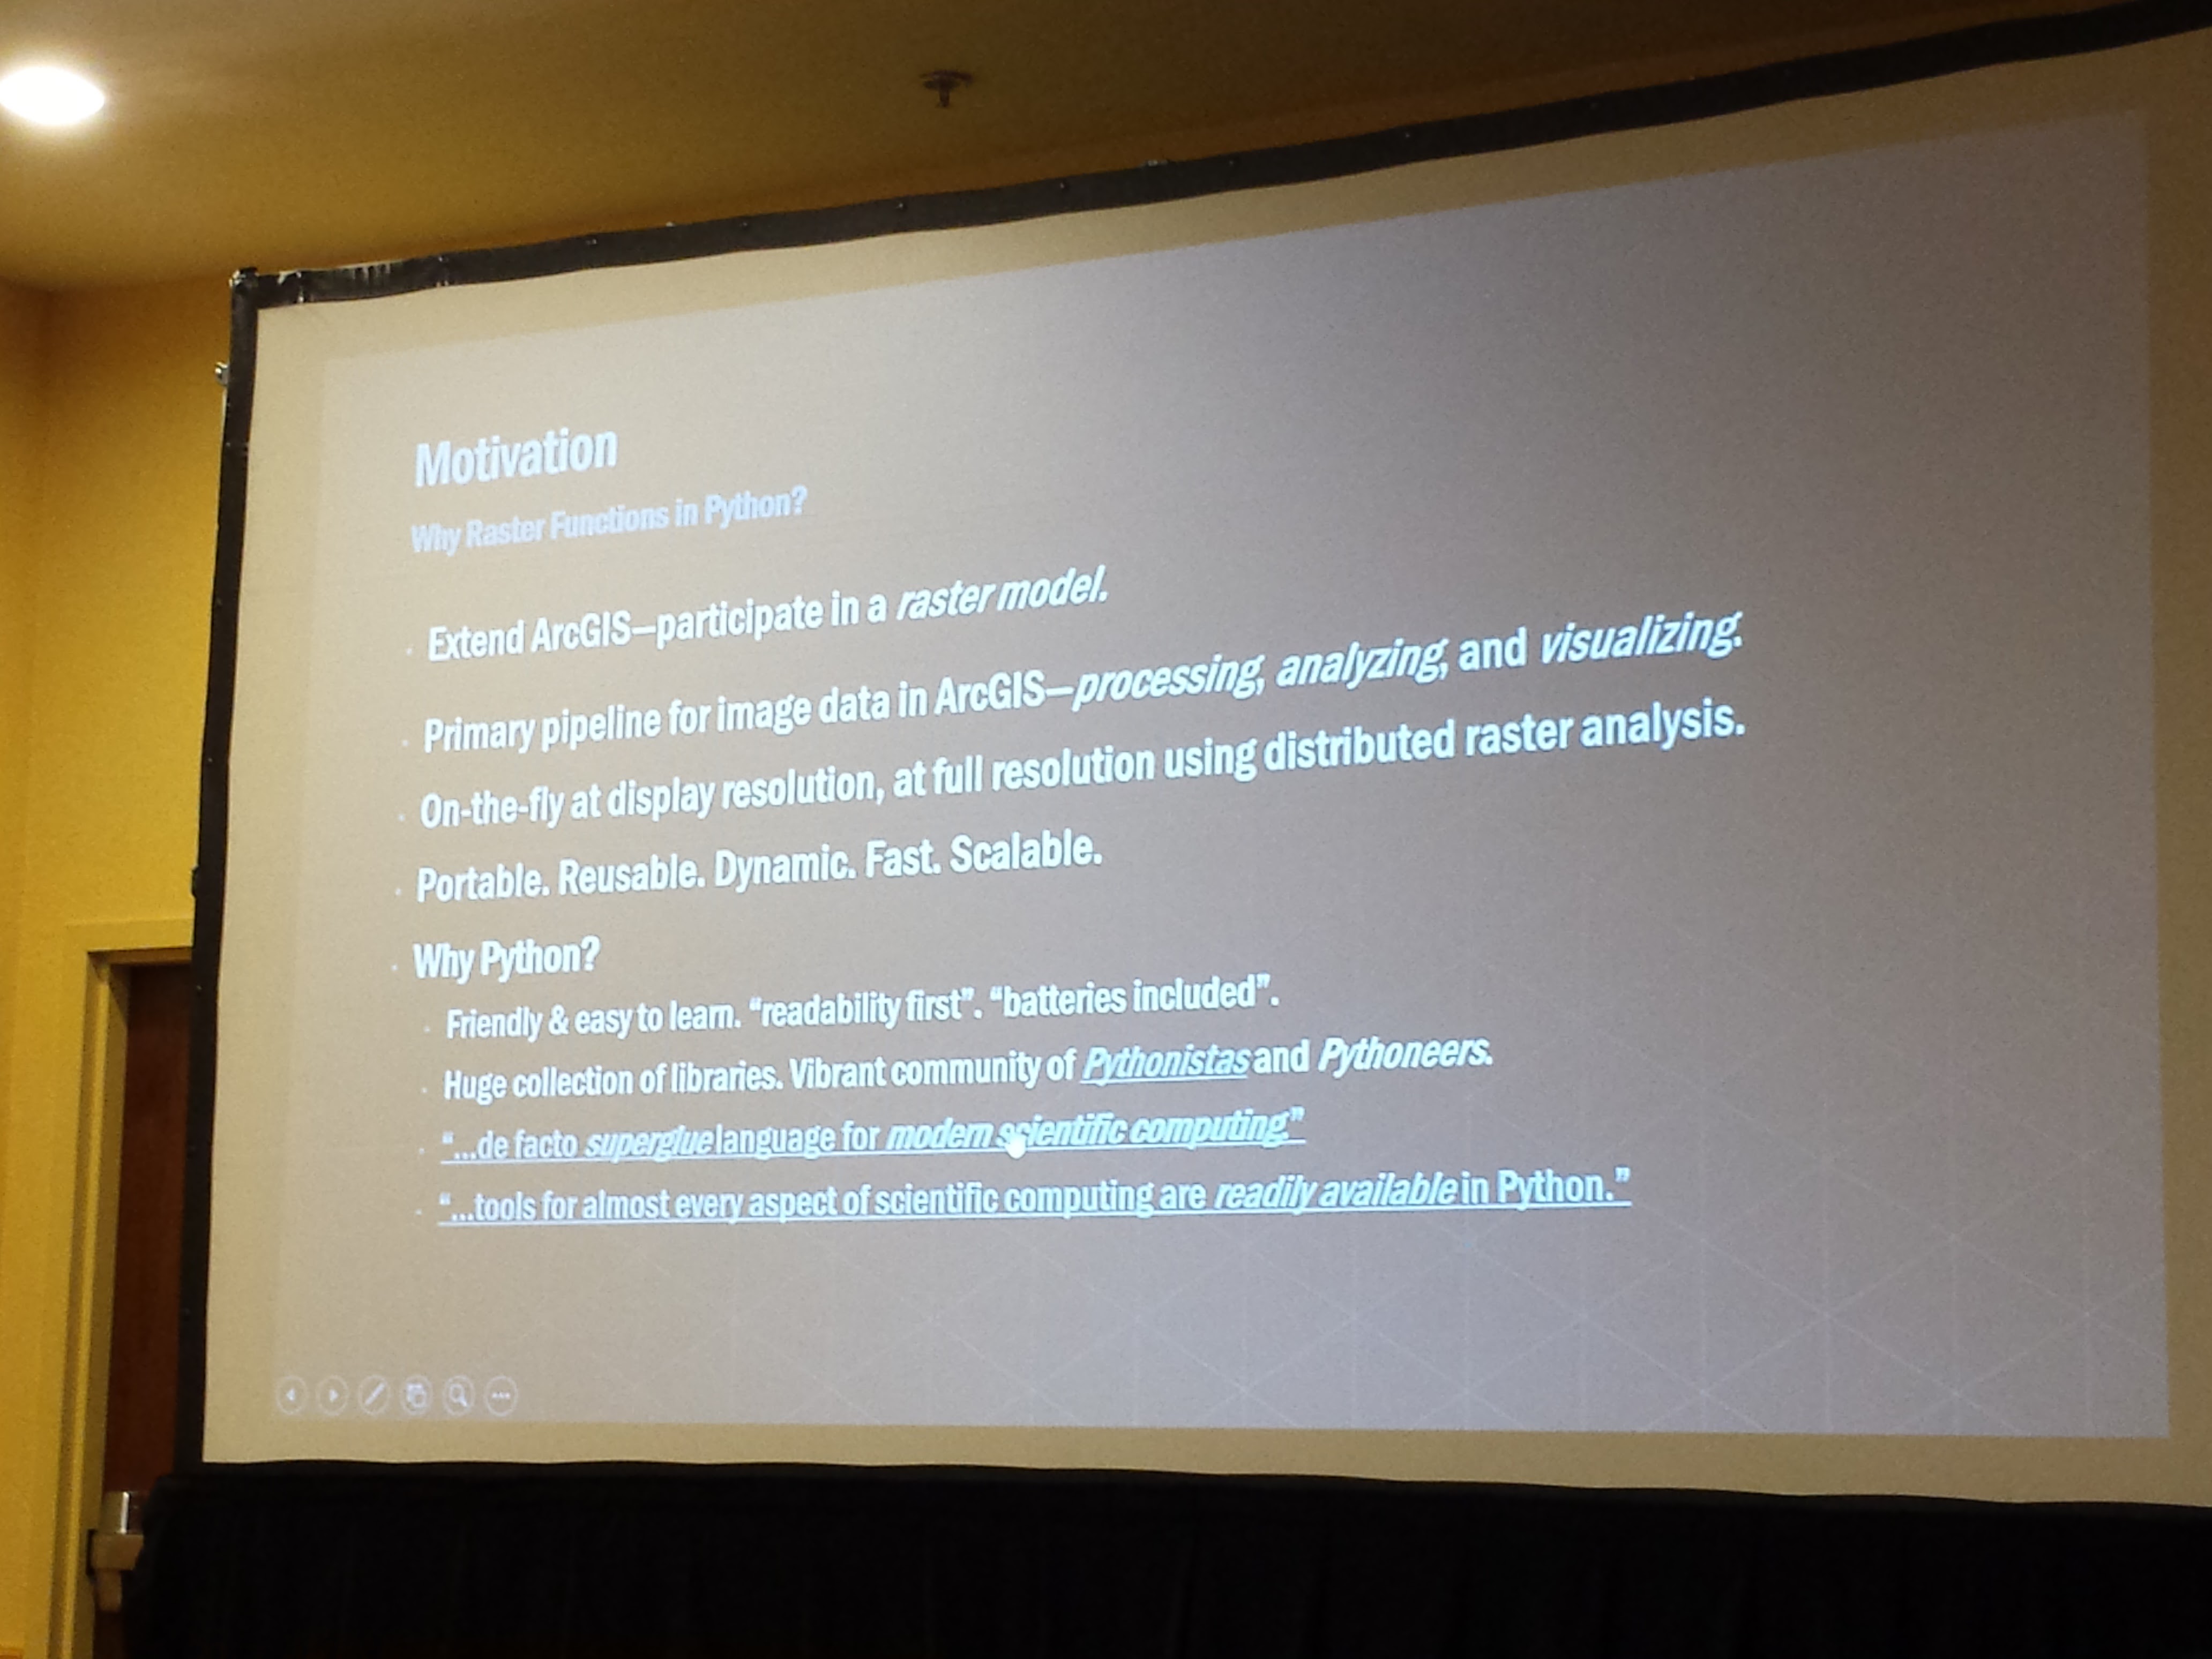 Motivation
Why Raster Functions in Python?
Extend ArcGIS—participate in a raster model.
Primary pipeline for image data in ArcGIS—processing, analyzing, and visualizing.
On-the-fly at display resolution, at full resolution using distributed raster analysis.
Portable. Reusable. Dynamic. Fast. Scalable.
Why Python?
Friendly & easy to learn. “readability first”. “batteries included”.
Huge collection of libraries. Vibrant community of Pythonistas and Pythoneers.
“...de facto superglue language for modern scientific computing.”
“...tools for almost every aspect of scientific computing are readily available in Python.”